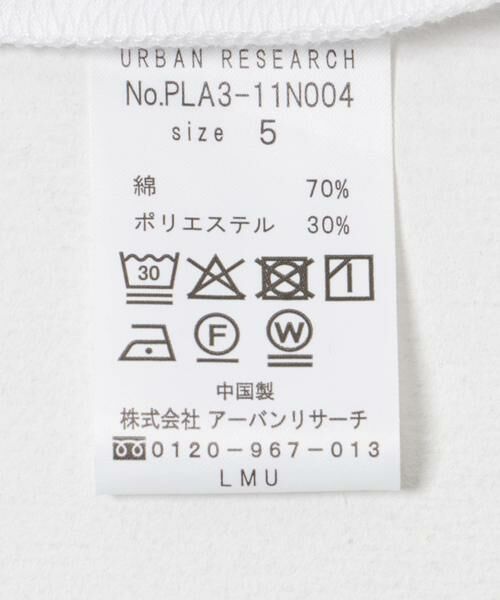 URBAN RESEARCH
No.PLA3-11N004
size 5
綿 70%
ポリエステル 30%
30
F W
中国製
株式会社 アーバンリサーチ
0120-967-013
LMU